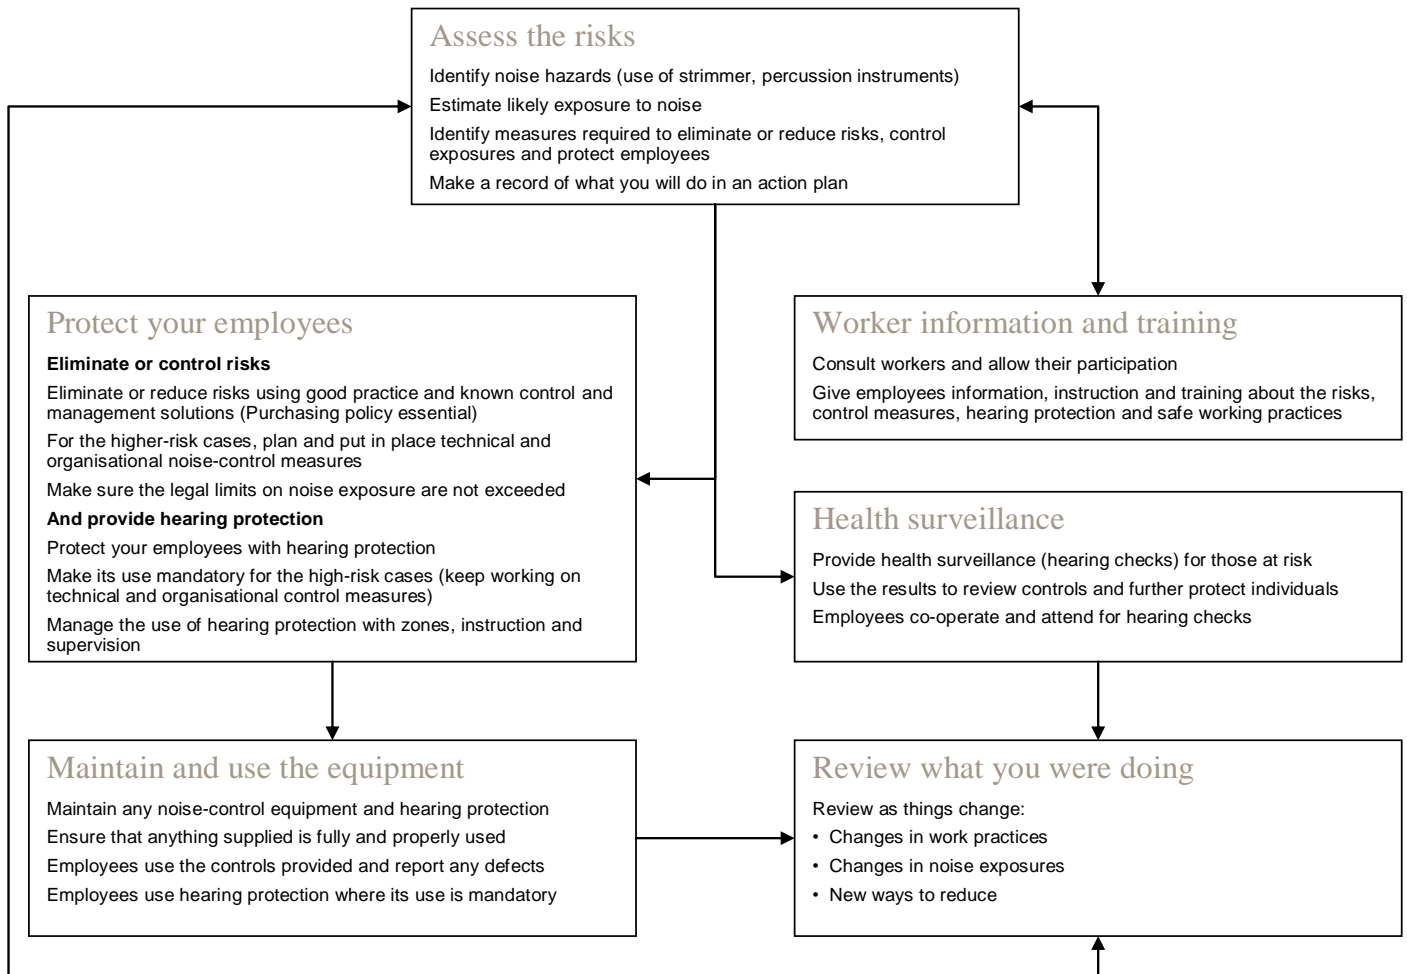 Assess the risks
Identify noise hazards (use of strimmer, percussion instruments)
Estimate likely exposure to noise
Identify measures required to eliminate or reduce risks, control
exposures and protect employees
Make a record of what you will do in an action plan
Protect your employees
Eliminate or control risks
Eliminate or reduce risks using good practice and known control and
management solutions (Purchasing policy essential)
For the higher-risk cases, plan and put in place technical and
organisational noise-control measures
Make sure the legal limits on noise exposure are not exceeded
And provide hearing protection
Protect your employees with hearing protection
Make its use mandatory for the high-risk cases (keep working on
technical and organisational control measures)
Manage the use of hearing protection with zones, instruction and
supervision
Worker information and training
Consult workers and allow their participation
Give employees information, instruction and training about the risks,
control measures, hearing protection and safe working practices
Health surveillance
Provide health surveillance (hearing checks) for those at risk
Use the results to review controls and further protect individuals
Employees co-operate and attend for hearing checks
Maintain and use the equipment
Maintain any noise-control equipment and hearing protection
Ensure that anything supplied is fully and properly used
Employees use the controls provided and report any defects
Employees use hearing protection where its use is mandatory
Review what you were doing
Review as things change:
• Changes in work practices
• Changes in noise exposures
• New ways to reduce